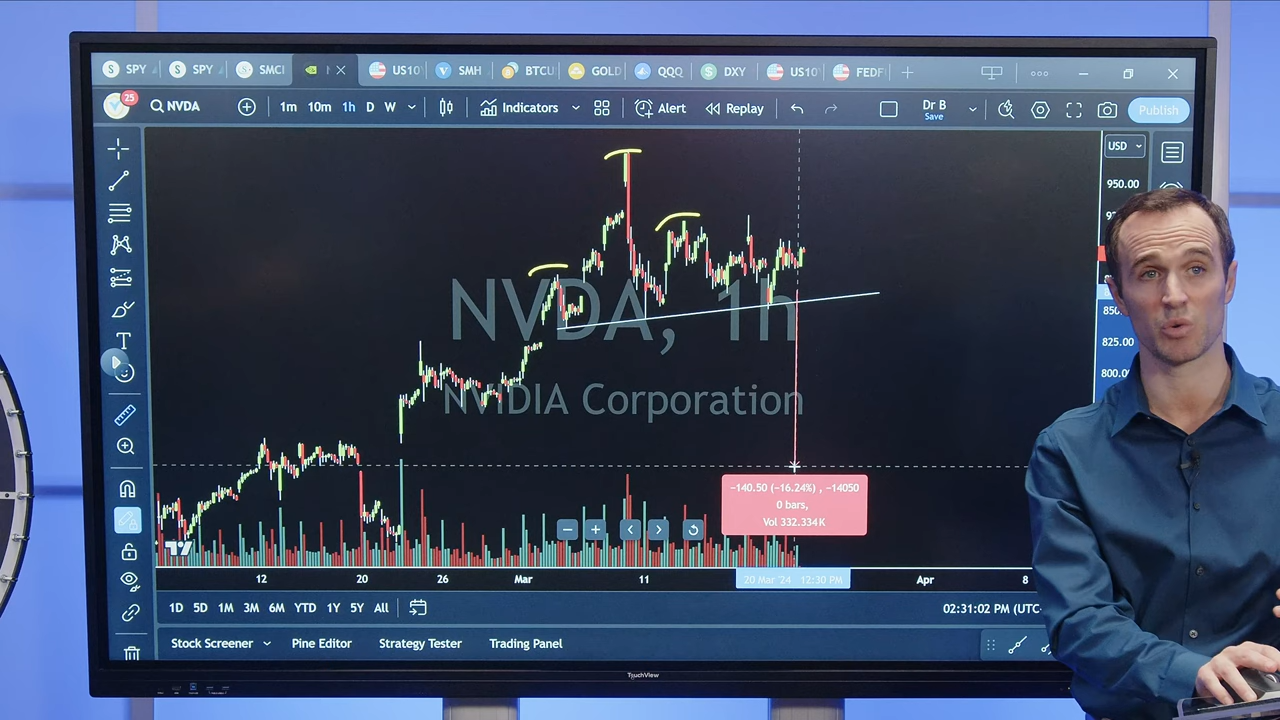 SPY SPY SMCI US10 SMH BTCU GOLD QQQ DXY US10 FEDF
25 NVDA 1m 10m 1h D W Indicators Alert Replay Dr B Publish
Save
USD
950.00
NVDA, 1h
850.
825.00
800.
NVIDIA Corporation
−140.50 (−16.24%) , −14050
0 bars,
Vol 332.334K
12 20 26 Mar 11 20 Mar '24 12:30 PM Apr 8
1D 5D 1M 3M 6M YTD 1Y 5Y All 02:31:02 PM (UTC-
Stock Screener Pine Editor Strategy Tester Trading Panel
TouchView